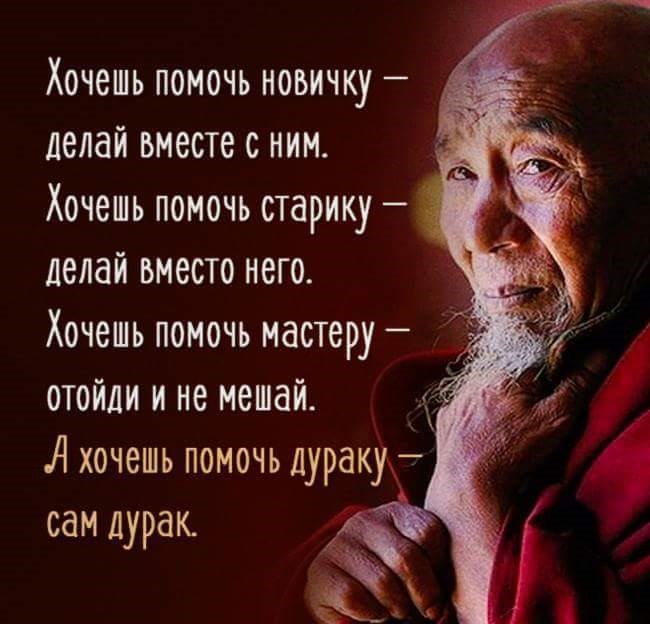 Хочешь помочь новичку –
делай вместе с ним.
Хочешь помочь старику –
делай вместо него.
Хочешь помочь мастеру –
отойди и не мешай.
А хочешь помочь дураку –
сам дурак.